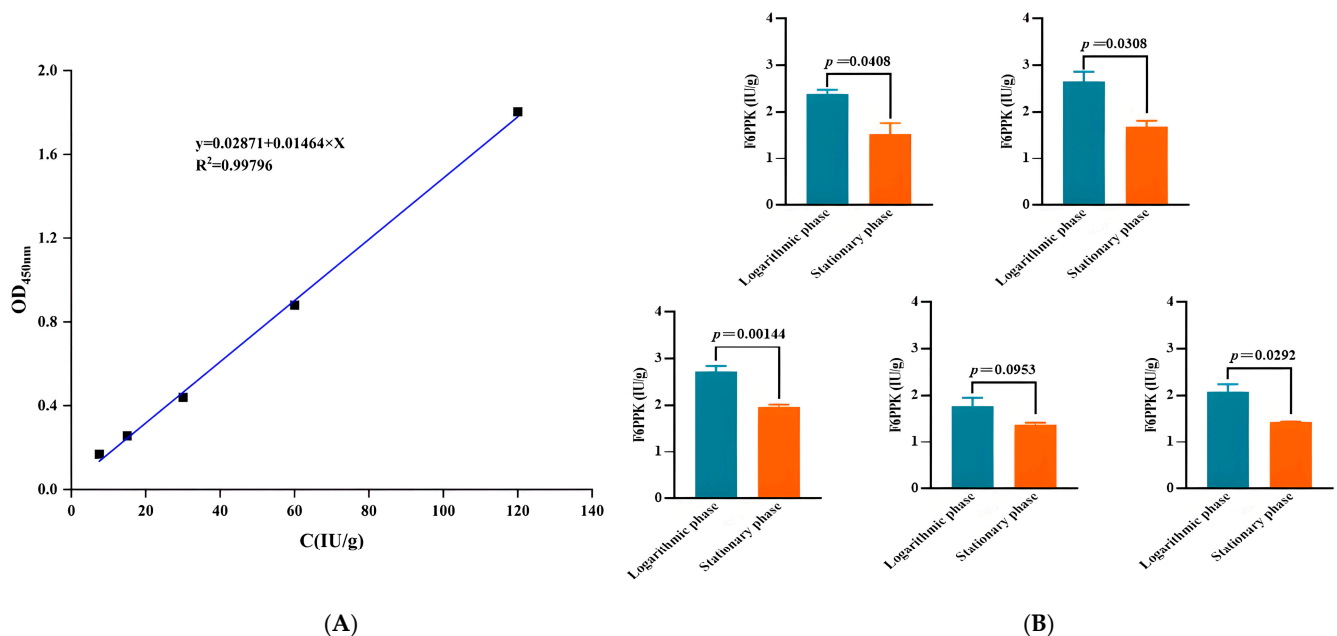 2.0
1.6
1.2
0.8
0.4
0.0
OD450nm
y=0.02871+0.01464×X
R²=0.99796
0 20 40 60 80 100 120 140
C(IU/g)
(A)
4
3
2
1
0
F6PPK (IU/g)
p=0.0408
Logarithmic phase
Stationary phase
4
3
2
1
0
F6PPK (IU/g)
p=0.0308
Logarithmic phase
Stationary phase
4
3
2
1
0
F6PPK (IU/g)
p=0.00144
Logarithmic phase
Stationary phase
4
3
2
1
0
F6PPK (IU/g)
p=0.0953
Logarithmic phase
Stationary phase
4
3
2
1
0
F6PPK (IU/g)
p=0.0292
Logarithmic phase
Stationary phase
(B)